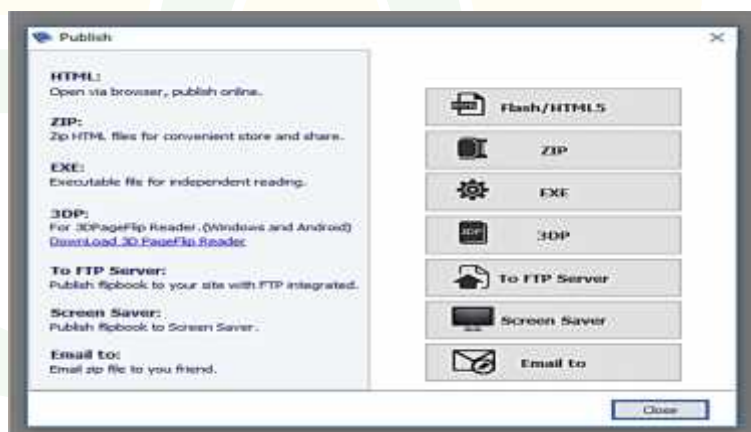 Publish
HTML:
Open via browser, publish online.
ZIP:
Zip HTML files for convenient store and share.
EXE:
Executable file for independent reading.
3DP:
For 3DPageFlip Reader.(Windows and Android)
DownLoad 3D PageFlip Reader
To FTP Server:
Publish flipbook to your site with FTP integrated.
Screen Saver:
Publish flipbook to Screen Saver.
Email to:
Email zip file to you friend.
Flash/HTML5
ZIP
EXE
3DP
3DP
To FTP Server
Screen Saver
Email to
Close